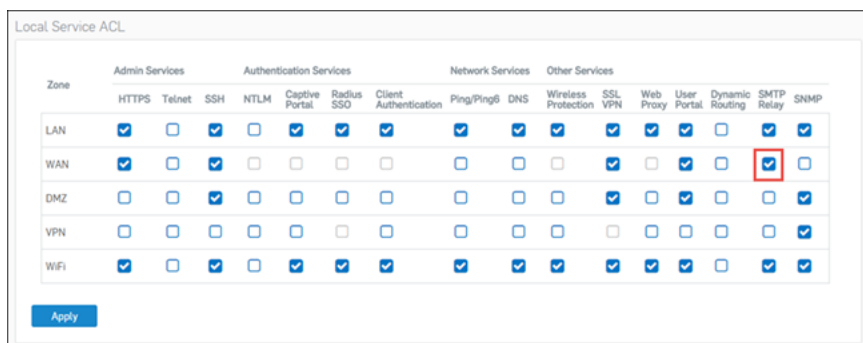 Local Service ACL
Zone
Admin Services Authentication Services Network Services Other Services
HTTPS Telnet SSH NTLM Captive Portal Radius SSO Client Authentication Ping/Ping6 DNS Wireless Protection SSL VPN Web Proxy User Portal Dynamic Routing SMTP Relay SNMP
LAN
WAN
DMZ
VPN
WiFi
Apply